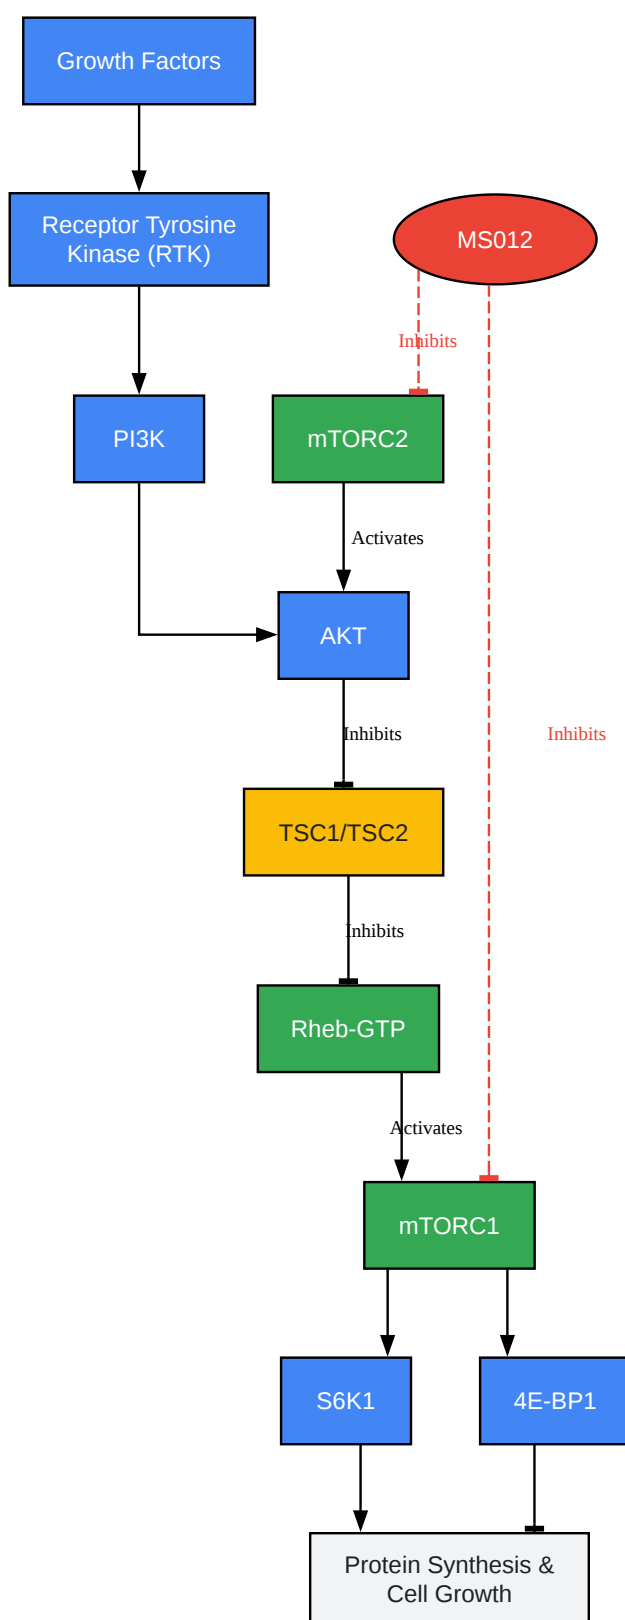 Growth Factors
Receptor Tyrosine
Kinase (RTK)
MS012
Inhibits
PI3K
mTORC2
Activates
AKT
Inhibits
Inhibits
TSC1/TSC2
Inhibits
Rheb-GTP
Activates
mTORC1
S6K1
4E-BP1
Protein Synthesis &
Cell Growth